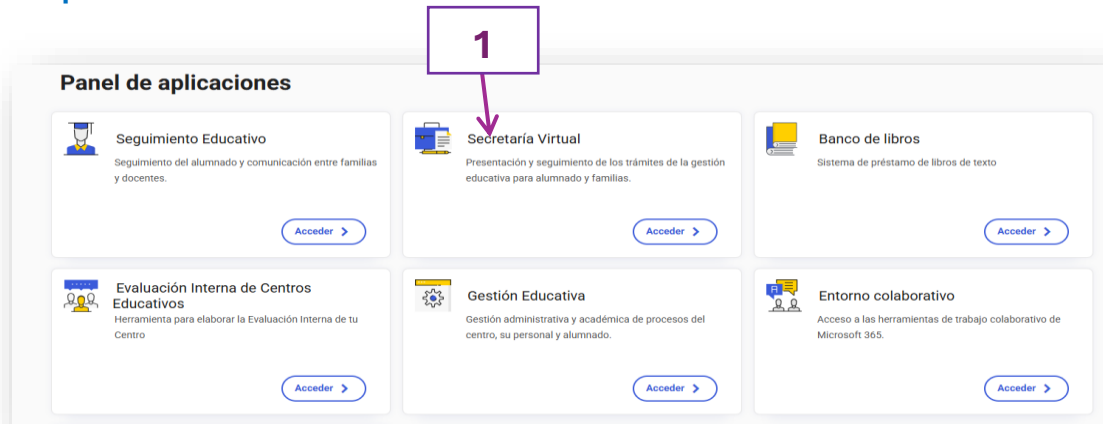 1
Panel de aplicaciones
Seguimiento Educativo
Seguimiento del alumnado y comunicación entre familias
y docentes.
Acceder
Secretaría Virtual
Presentación y seguimiento de los trámites de la gestión
educativa para alumnado y familias.
Acceder
Banco de libros
Sistema de préstamo de libros de texto
Acceder
Evaluación Interna de Centros
Educativos
Herramienta para elaborar la Evaluación Interna de tu
Centro
Acceder
Gestión Educativa
Gestión administrativa y académica de procesos del
centro, su personal y alumnado.
Acceder
Entorno colaborativo
Acceso a las herramientas de trabajo colaborativo de
Microsoft 365.
Acceder